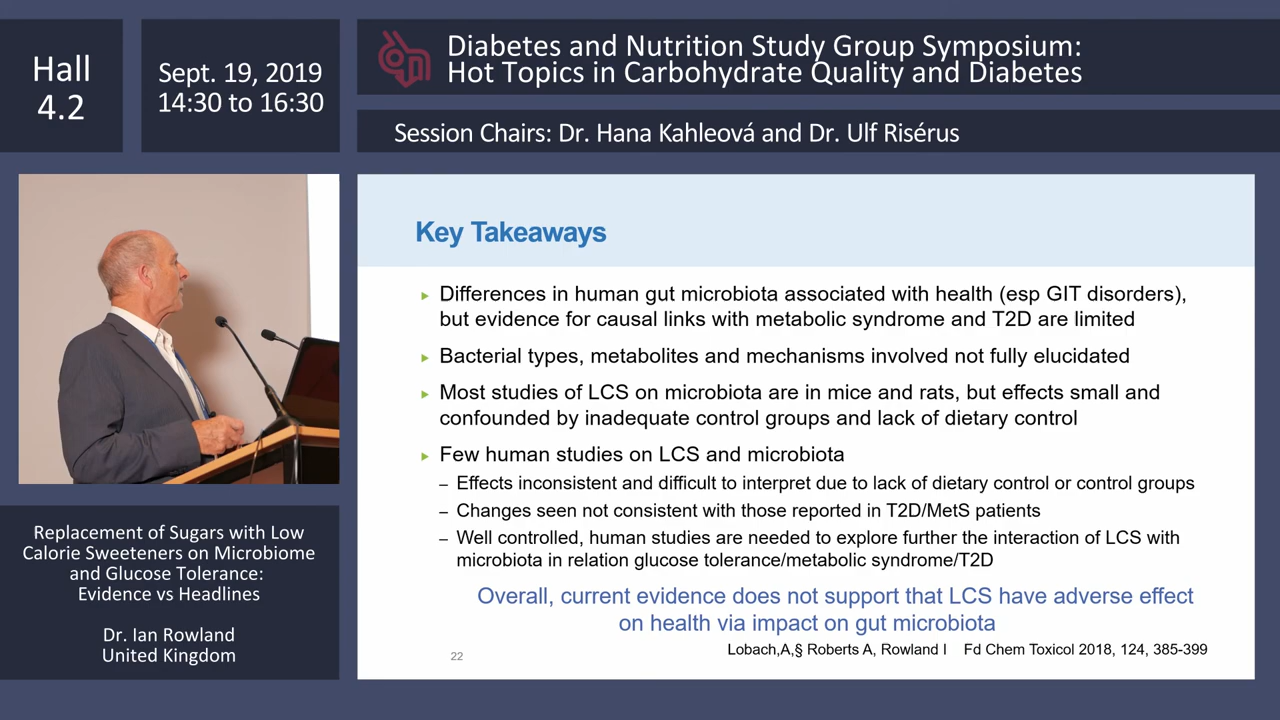 Hall
4.2
Sept. 19, 2019
14:30 to 16:30
Diabetes and Nutrition Study Group Symposium:
Hot Topics in Carbohydrate Quality and Diabetes
Session Chairs: Dr. Hana Kahleová and Dr. Ulf Risérus
Key Takeaways
Differences in human gut microbiota associated with health (esp GIT disorders),
but evidence for causal links with metabolic syndrome and T2D are limited
Bacterial types, metabolites and mechanisms involved not fully elucidated
Most studies of LCS on microbiota are in mice and rats, but effects small and
confounded by inadequate control groups and lack of dietary control
Few human studies on LCS and microbiota
– Effects inconsistent and difficult to interpret due to lack of dietary control or control groups
– Changes seen not consistent with those reported in T2D/MetS patients
– Well controlled, human studies are needed to explore further the interaction of LCS with
microbiota in relation glucose tolerance/metabolic syndrome/T2D
Overall, current evidence does not support that LCS have adverse effect
on health via impact on gut microbiota
22
Lobach,A,§ Roberts A, Rowland I Fd Chem Toxicol 2018, 124, 385-399
Replacement of Sugars with Low
Calorie Sweeteners on Microbiome
and Glucose Tolerance:
Evidence vs Headlines
Dr. Ian Rowland
United Kingdom